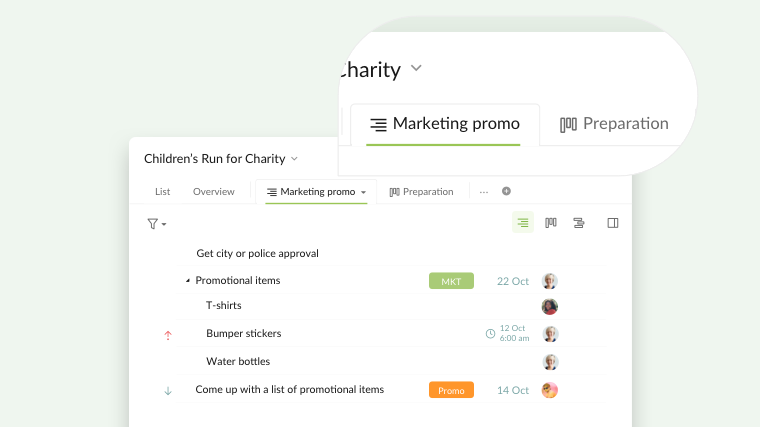 Charity
Marketing promo Preparation
Children's Run for Charity
List Overview Marketing promo Preparation ...
Get city or police approval
Promotional items MKT 22 Oct
T-shirts
Bumper stickers 12 Oct
6:00 am
Water bottles
Come up with a list of promotional items Promo 14 Oct